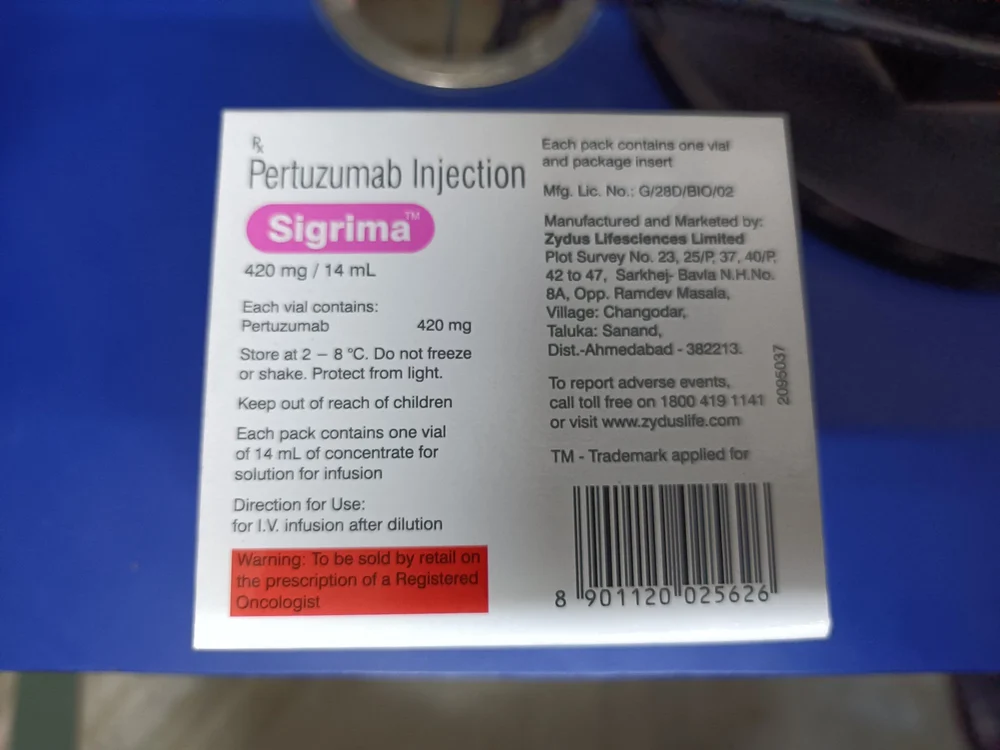 Rx
Pertuzumab Injection
Sigrima™
420 mg / 14 mL
Each vial contains:
Pertuzumab 420 mg
Store at 2 – 8 °C. Do not freeze
or shake. Protect from light.
Keep out of reach of children
Each pack contains one vial
of 14 mL of concentrate for
solution for infusion
Direction for Use:
for I.V. infusion after dilution
Warning: To be sold by retail on
the prescription of a Registered
Oncologist
Each pack contains one vial
and package insert
Mfg. Lic. No.: G/28D/BIO/02
Manufactured and Marketed by:
Zydus Lifesciences Limited
Plot Survey No. 23, 25/P, 37, 40/P,
42 to 47, Sarkhej- Bavla N.H.No.
8A, Opp. Ramdev Masala,
Village: Changodar,
Taluka: Sanand,
Dist.-Ahmedabad - 382213.
To report adverse events,
call toll free on 1800 419 1141
or visit www.zyduslife.com
TM - Trademark applied for
2095037
8 901120 025626